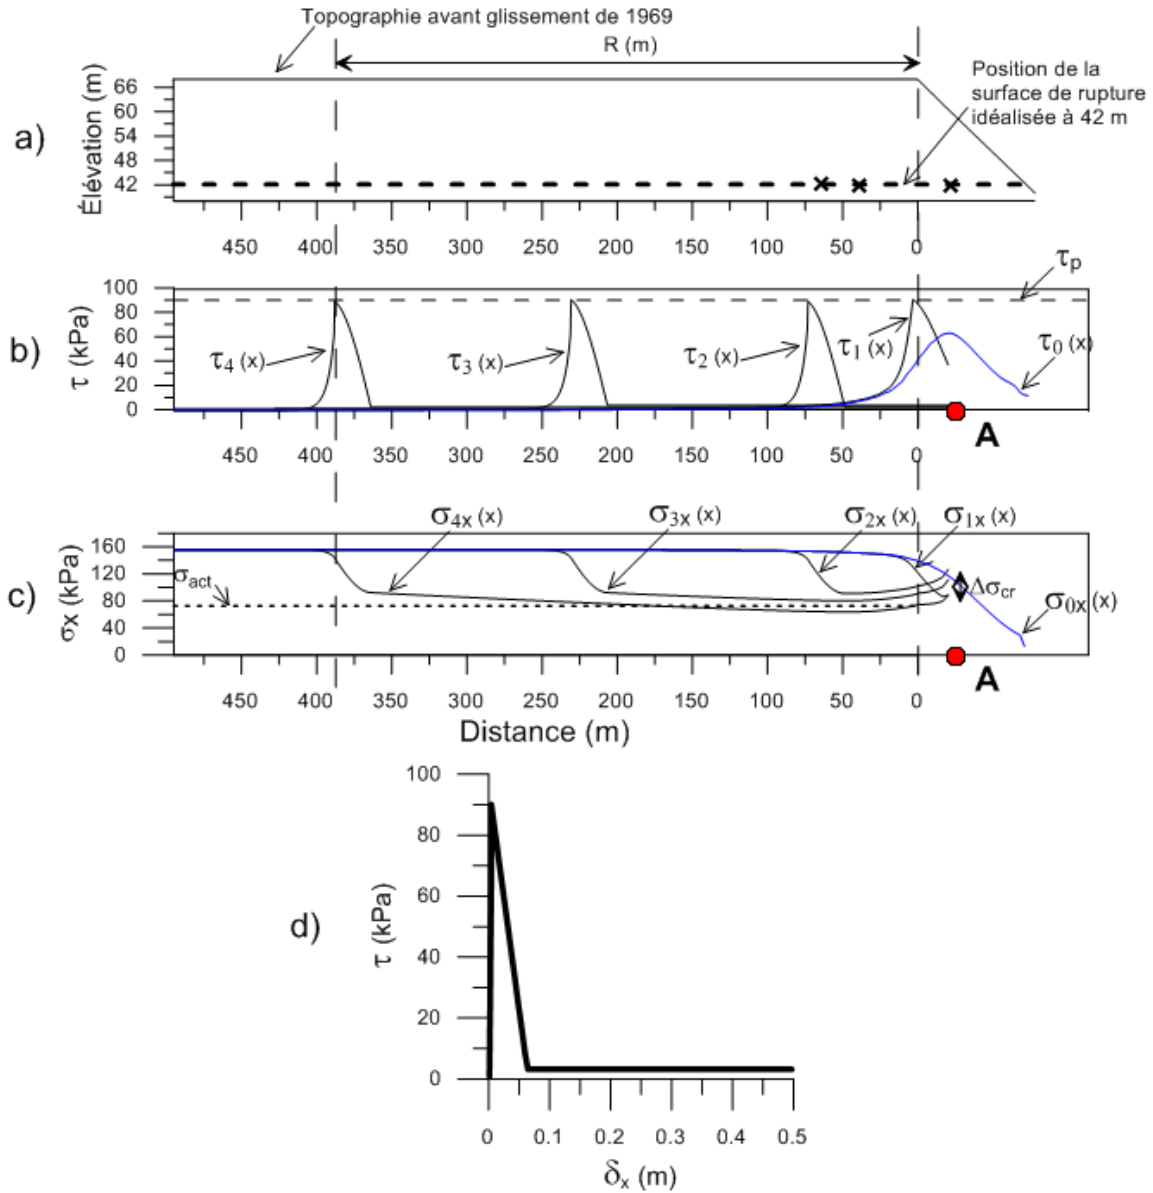 Topographie avant glissement de 1969
R (m)
Position de la
surface de rupture
idéalisée à 42 m
a)
Élévation (m)
66
60
54
48
42
450 400 350 300 250 200 150 100 50 0
b)
τ (kPa)
100
80
60
40
20
0
τp
τ4 (x)
τ3 (x)
τ2 (x)
τ1 (x)
τ0 (x)
A
450 400 350 300 250 200 150 100 50 0
c)
σx (kPa)
160
120
80
40
0
σact
σ4x (x)
σ3x (x)
σ2x (x)
σ1x (x)
Δσcr
σ0x (x)
A
450 400 350 300 250 200 150 100 50 0
Distance (m)
d)
τ (kPa)
100
80
60
40
20
0
0 0.1 0.2 0.3 0.4 0.5
δx (m)